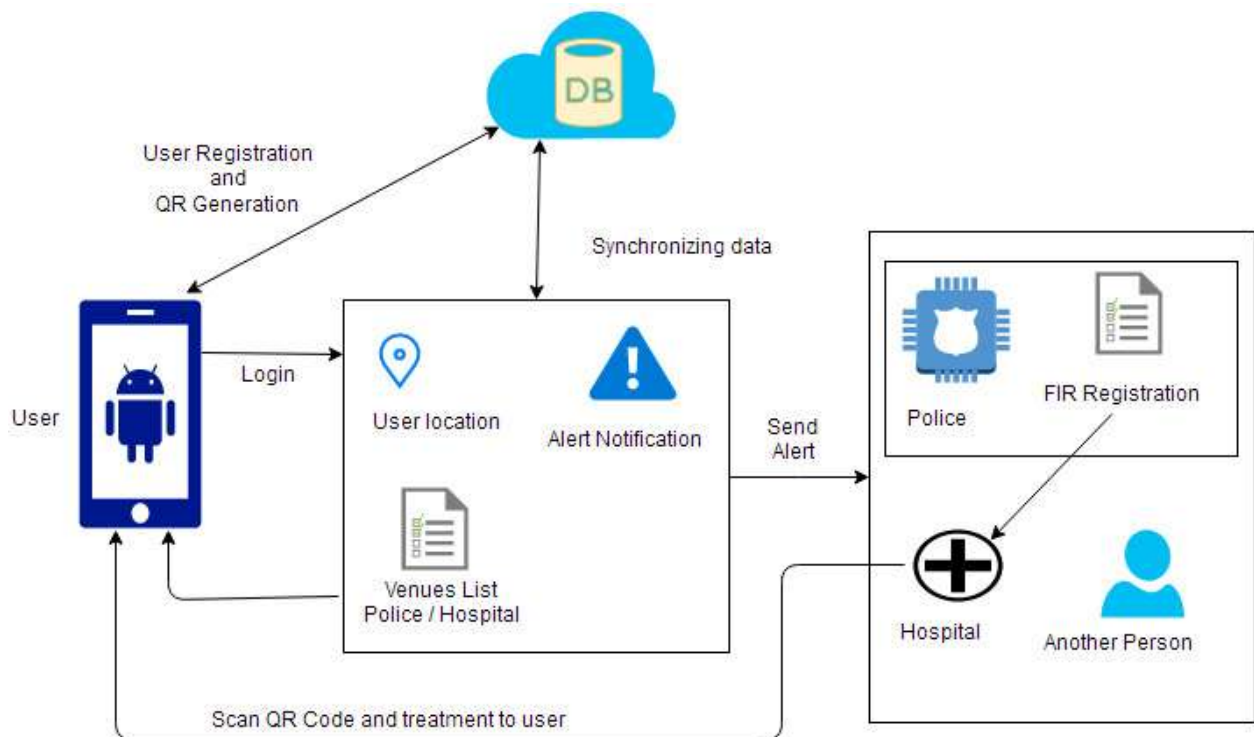 DB
User Registration
and
QR Generation
Synchronizing data
User
Login
User location
Alert Notification
Send
Alert
Police
FIR Registration
Venues List
Police / Hospital
Hospital
Another Person
Scan QR Code and treatment to user